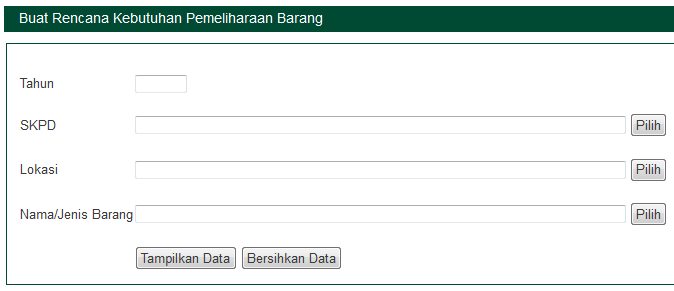 Buat Rencana Kebutuhan Pemeliharaan Barang
Tahun
SKPD Pilih
Lokasi Pilih
Nama/Jenis Barang Pilih
Tampilkan Data Bersihkan Data